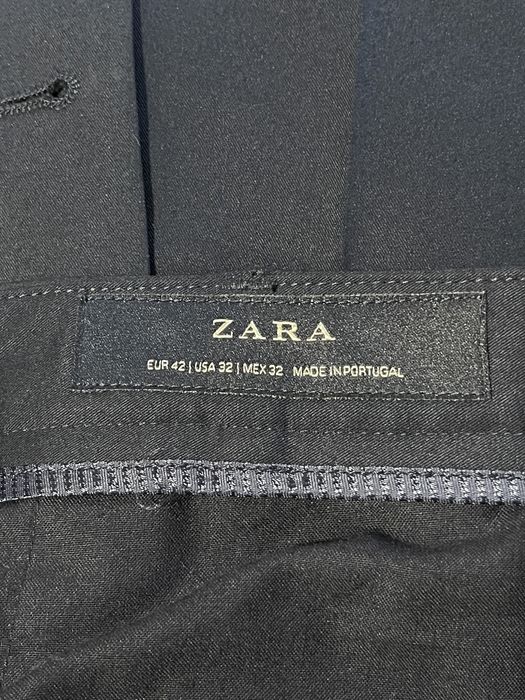 ZARA
EUR 42 | USA 32 | MEX 32 MADE IN PORTUGAL